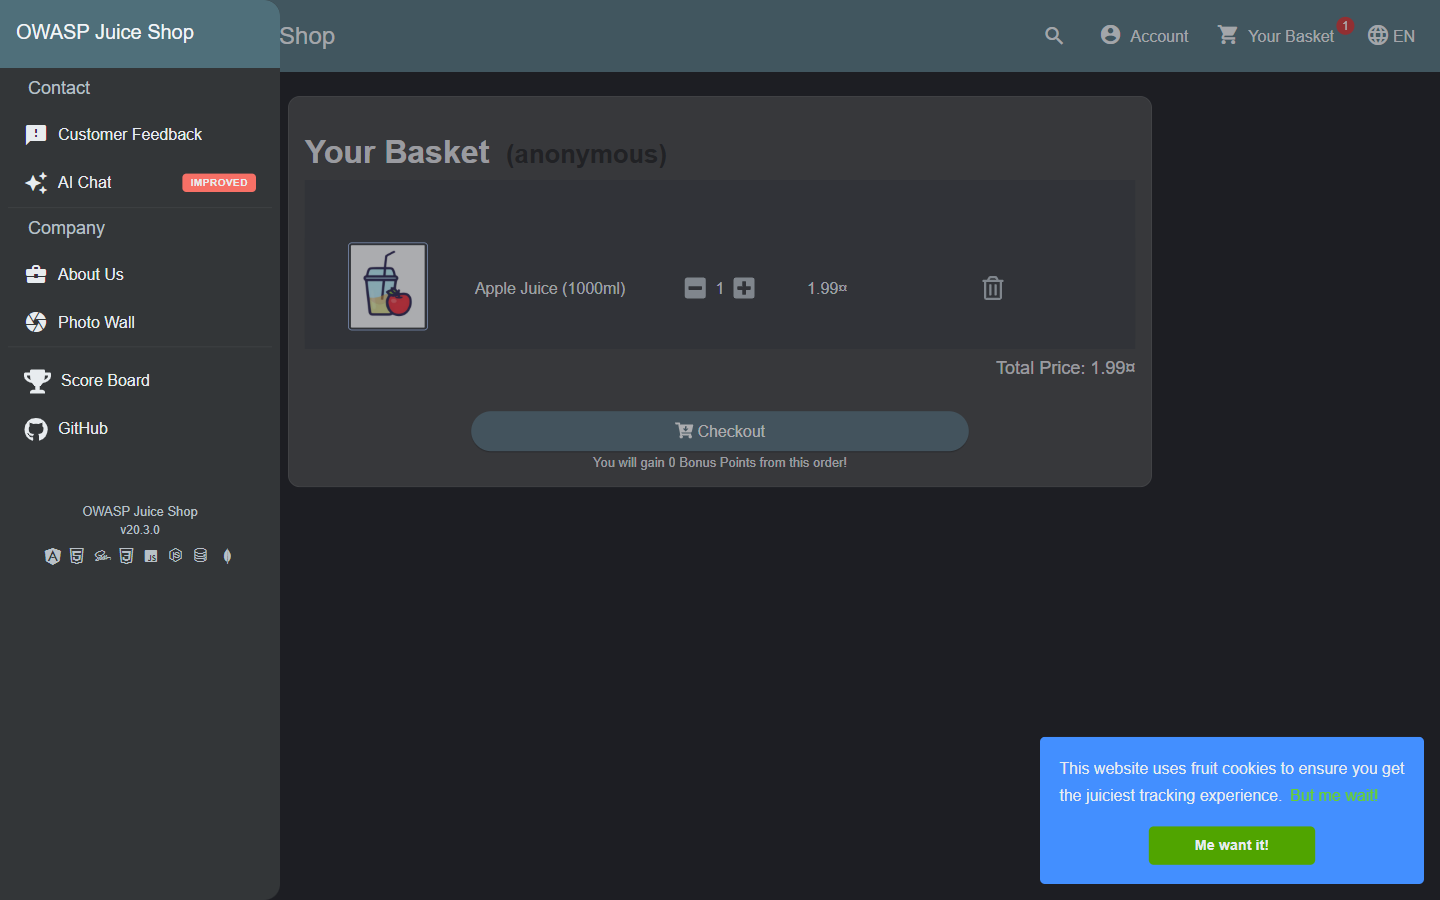 OWASP Juice Shop
Shop
Account
Your Basket
1
EN
Contact
Customer Feedback
AI Chat
IMPROVED
Company
About Us
Photo Wall
Score Board
GitHub
OWASP Juice Shop
v20.3.0
Your Basket (anonymous)
Apple Juice (1000ml)
1
1.99¤
Total Price: 1.99¤
Checkout
You will gain 0 Bonus Points from this order!
This website uses fruit cookies to ensure you get
the juiciest tracking experience. But me wait!
Me want it!